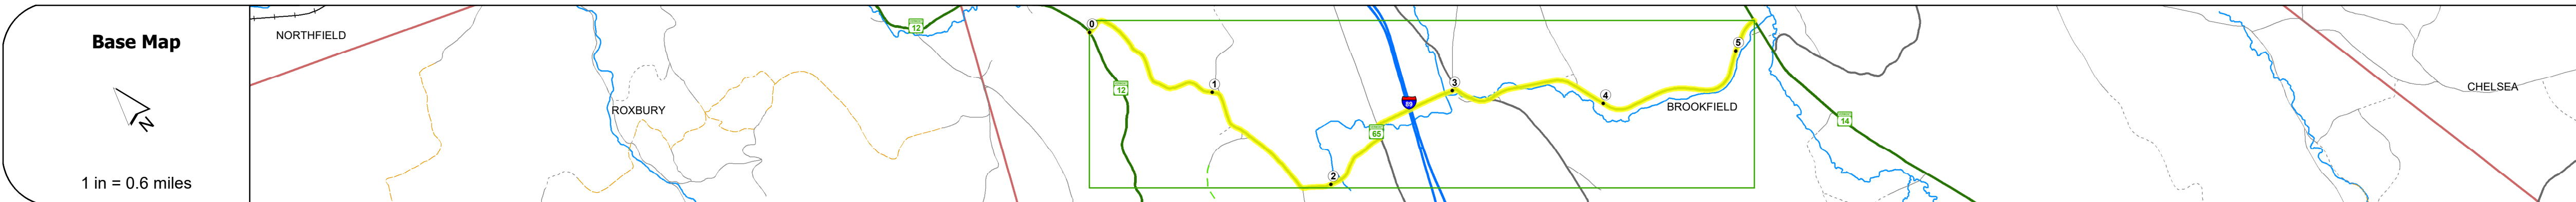 Base Map
N
1 in = 0.6 miles
NORTHFIELD
ROXBURY
12
0
12
1
2
65
89
3
4
BROOKFIELD
5
14
CHELSEA